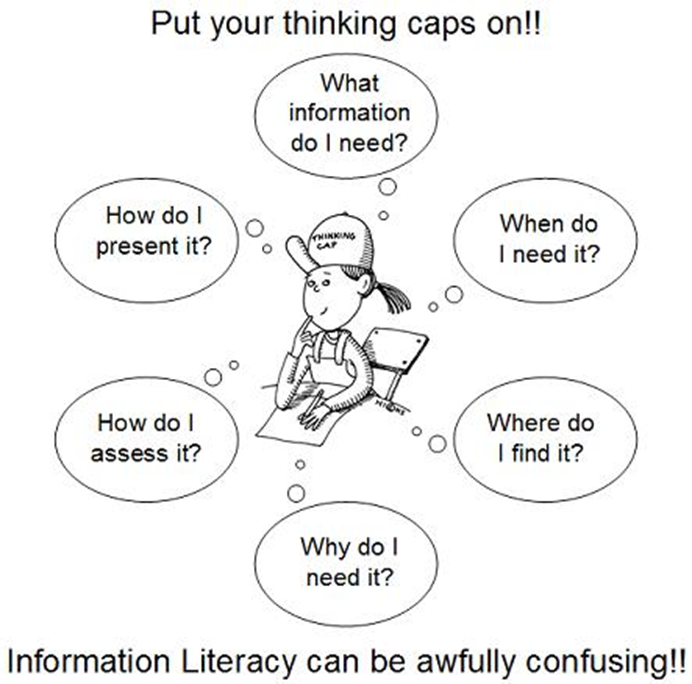 Put your thinking caps on!!
What
information
do I need?
When do
I need it?
Where do
I find it?
Why do I
need it?
How do I
assess it?
How do I
present it?
THINKING
CAP
Information Literacy can be awfully confusing!!